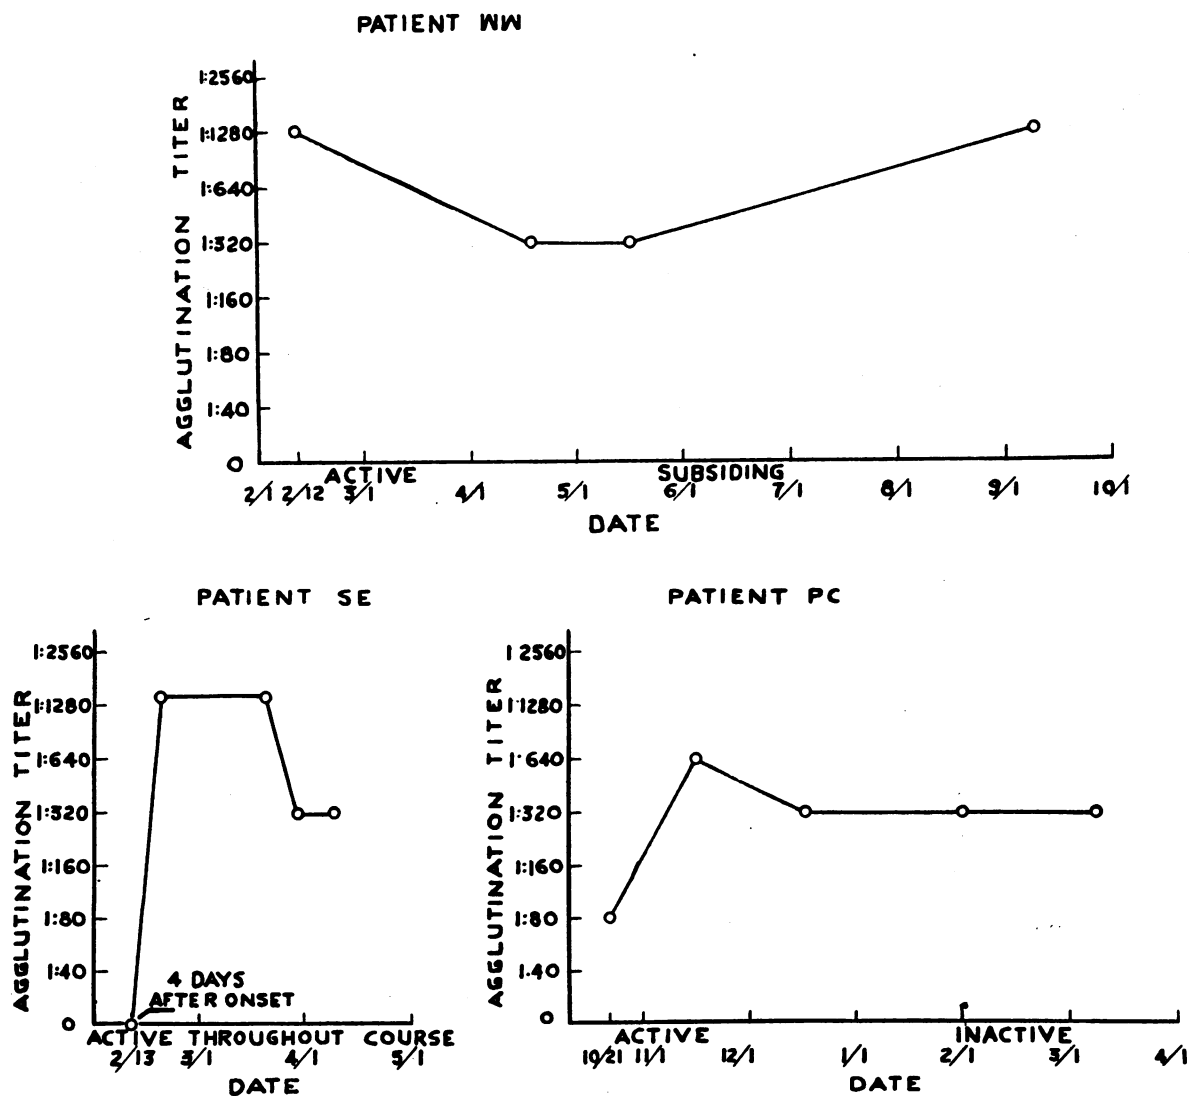 PATIENT WW
AGGLUTINATION TITER
1:2560
1:1280
1:640
1:320
1:160
1:80
1:40
0
ACTIVE SUBSIDING
2/1 2/12 3/1 4/1 5/1 6/1 7/1 8/1 9/1 10/1
DATE
PATIENT SE
AGGLUTINATION TITER
1:2560
1:1280
1:640
1:320
1:160
1:80
1:40
0
4 DAYS
AFTER ONSET
ACTIVE THROUGHOUT COURSE
2/13 3/1 4/1 5/1
DATE
PATIENT PC
AGGLUTINATION TITER
1 2560
1:1280
1:640
1:320
1:160
1:80
1.40
0
ACTIVE INACTIVE
10/21 11/1 12/1 1/1 2/1 3/1 4/1
DATE